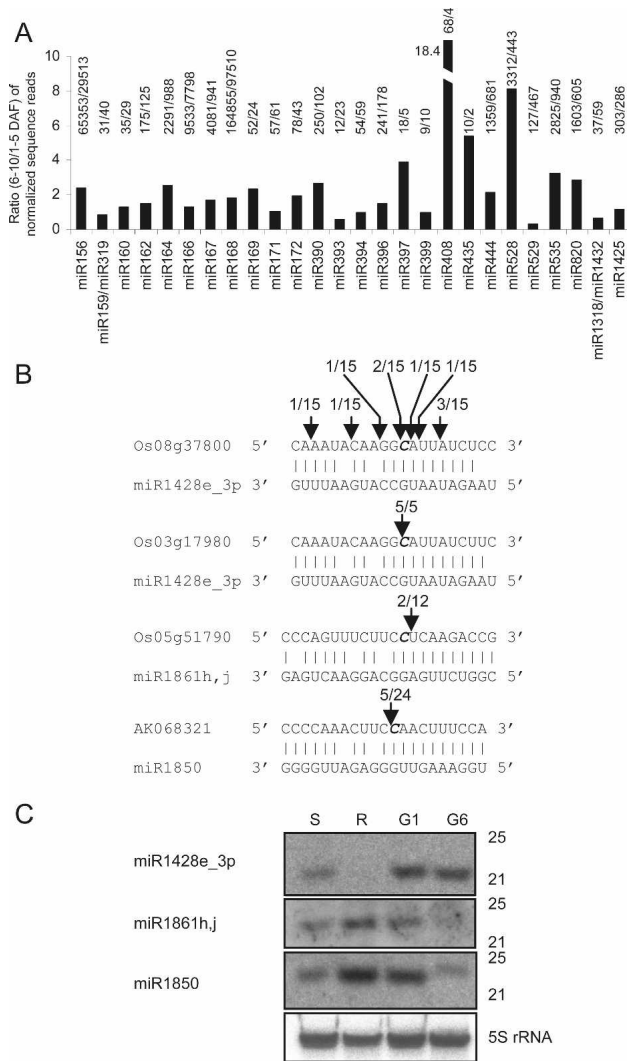 A
Ratio (6-10/1-5 DAF) of
normalized sequence reads
10
8
6
4
2
0
65353/29513
31/40
35/29
175/125
2291/988
9533/7798
4081/941
164855/97510
52/24
57/61
78/43
250/102
12/23
54/59
241/178
18/5
9/10
18.4
68/4
10/2
1359/681
3312/443
127/467
2825/940
1603/605
37/59
303/286
miR156
miR159/miR319
miR160
miR162
miR164
miR166
miR167
miR168
miR169
miR171
miR172
miR390
miR393
miR394
miR396
miR397
miR399
miR408
miR435
miR444
miR528
miR529
miR535
miR820
miR1318/miR1432
miR1425
B
1/15 2/15 1/15 1/15
1/15 1/15 3/15
Os08g37800 5′ CAAAUACAAGGCAUUAUCUCC 3′
miR1428e_3p 3′ GUUUAAGUACCGUAAUAGAAU 5′
5/5
Os03g17980 5′ CAAAUACAAGGCAUUAUCUUC 3′
miR1428e_3p 3′ GUUUAAGUACCGUAAUAGAAU 5′
2/12
Os05g51790 5′ CCCAGUUUCUUCCUCAAGACCG 3′
miR1861h,j 3′ GAGUCAAGGACGGAGUUCUGGC 5′
5/24
AK068321 5′ CCCCAAACUUCCAACUUUCCA 3′
miR1850 3′ GGGGUUAGAGGGUUGAAAGGU 5′
C
S R G1 G6
miR1428e_3p
25
21
miR1861h,j
25
21
miR1850
25
21
5S rRNA